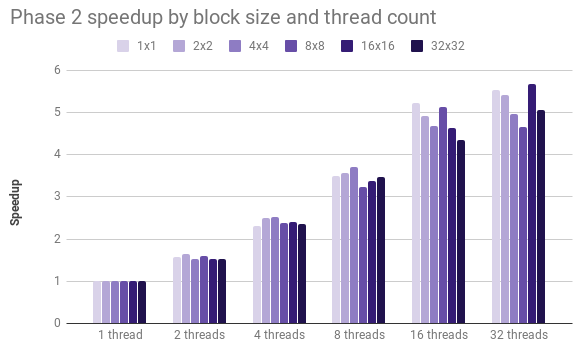 Phase 2 speedup by block size and thread count
1x1 2x2 4x4 8x8 16x16 32x32
6
5
4
3
2
1
0
Speedup
1 thread 2 threads 4 threads 8 threads 16 threads 32 threads